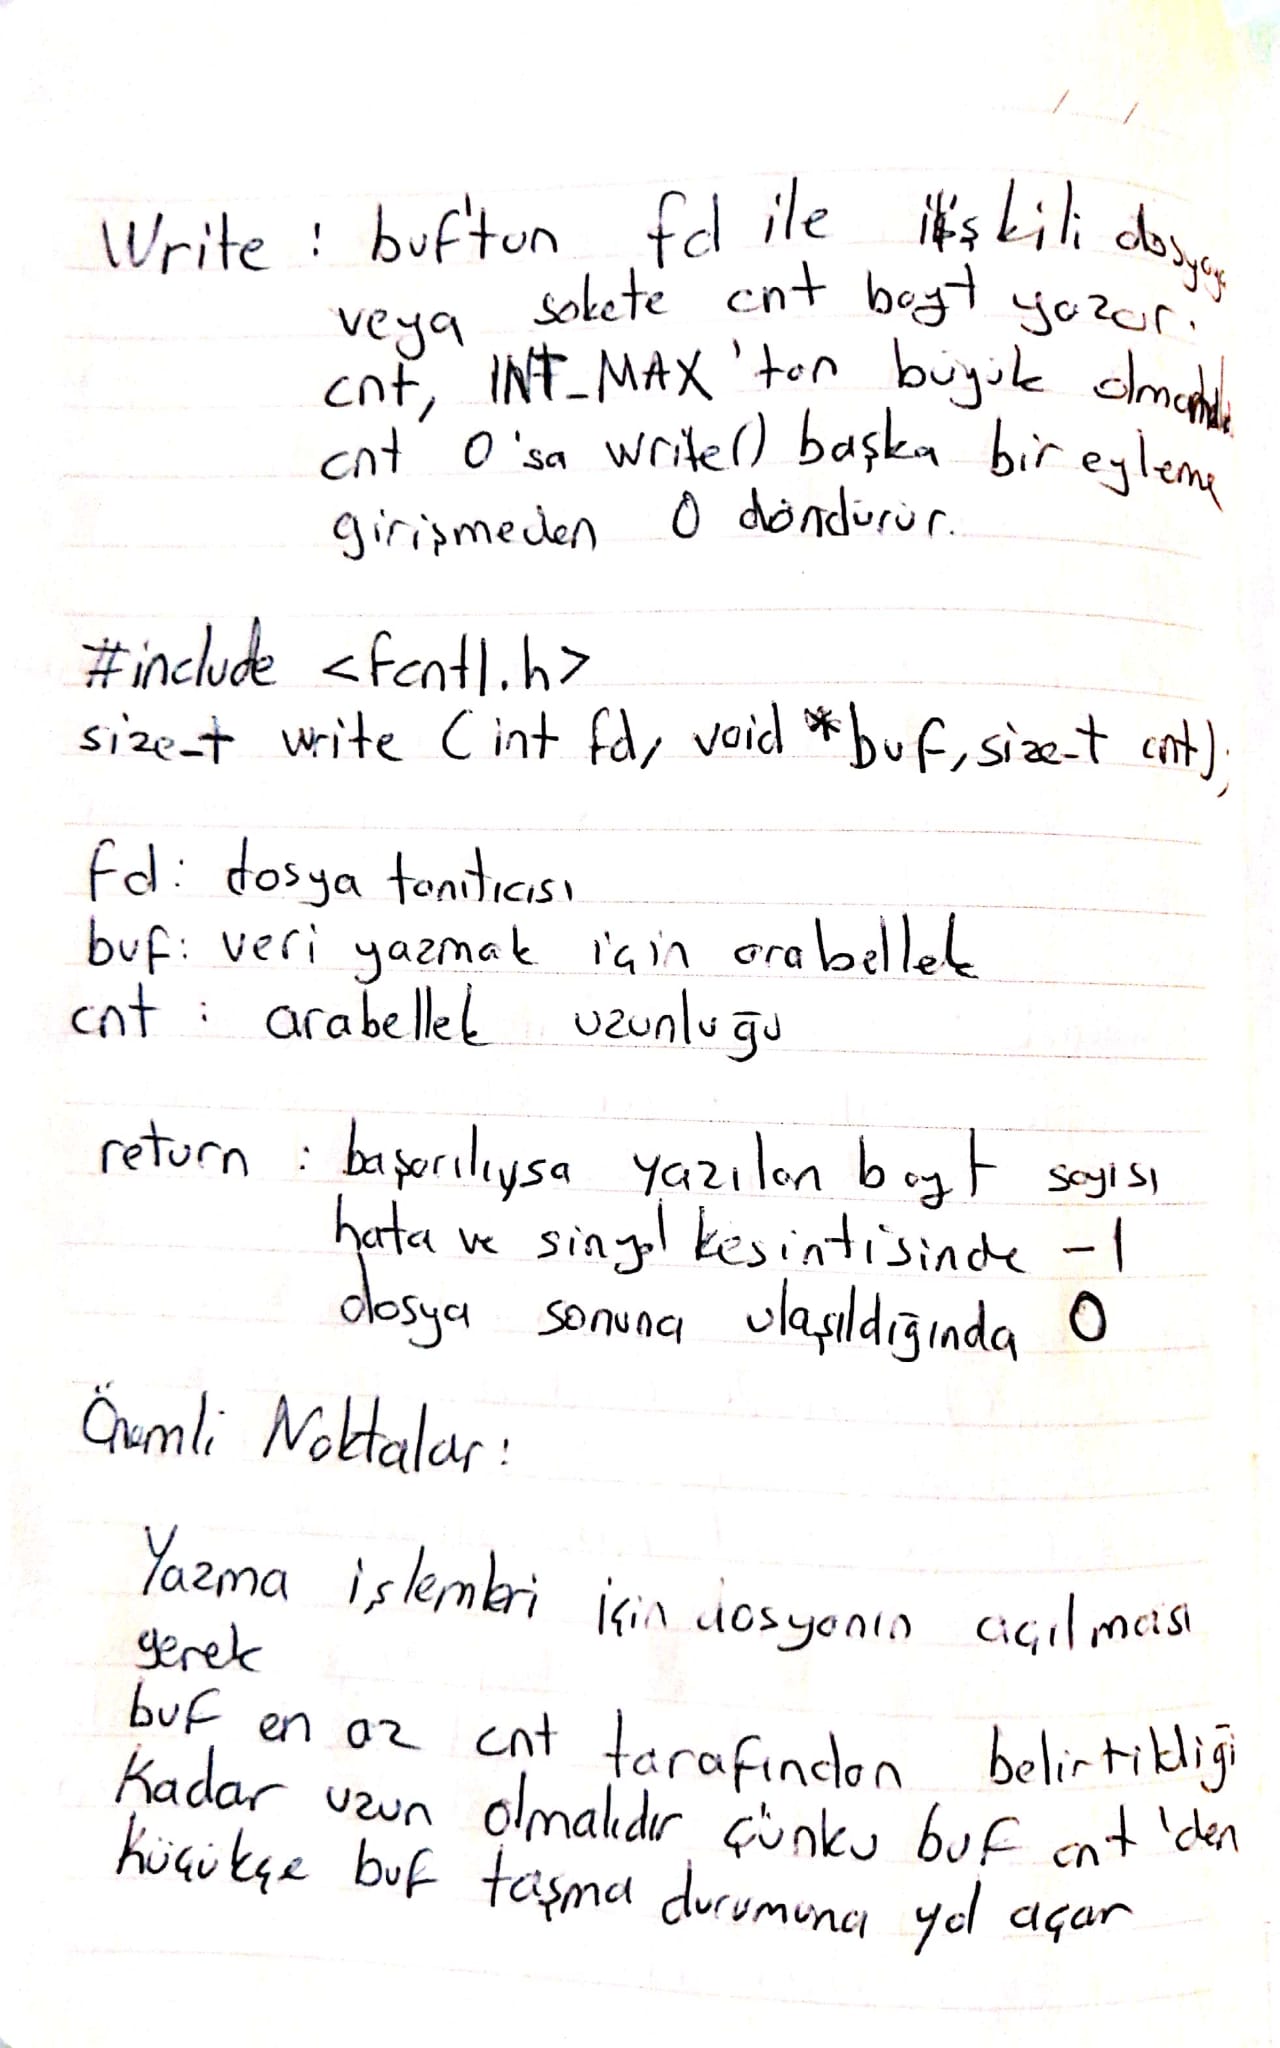 Write : buf'tan fd ile ilişkili dosyaya
veya sokete cnt bayt yazar.
cnt, INT_MAX 'tan büyük olmamalıdır
cnt 0'sa write() başka bir eyleme
girişmeden 0 döndürür.
#include <fcntl.h>
size_t write (int fd, void *buf, size_t cnt);
fd : dosya tanıtıcısı
buf : veri yazmak için arabellek
cnt : arabellek uzunluğu
return : başarılıysa yazılan bayt sayısı
hata ve sinyal kesintisinde -1
dosya sonuna ulaşıldığında 0
Önemli Noktalar :
Yazma işlemleri için dosyanın açılması
gerek
buf en az cnt tarafından belirtildiği
kadar uzun olmalıdır çünkü buf cnt 'den
küçükçe buf taşma durumuna yol açar